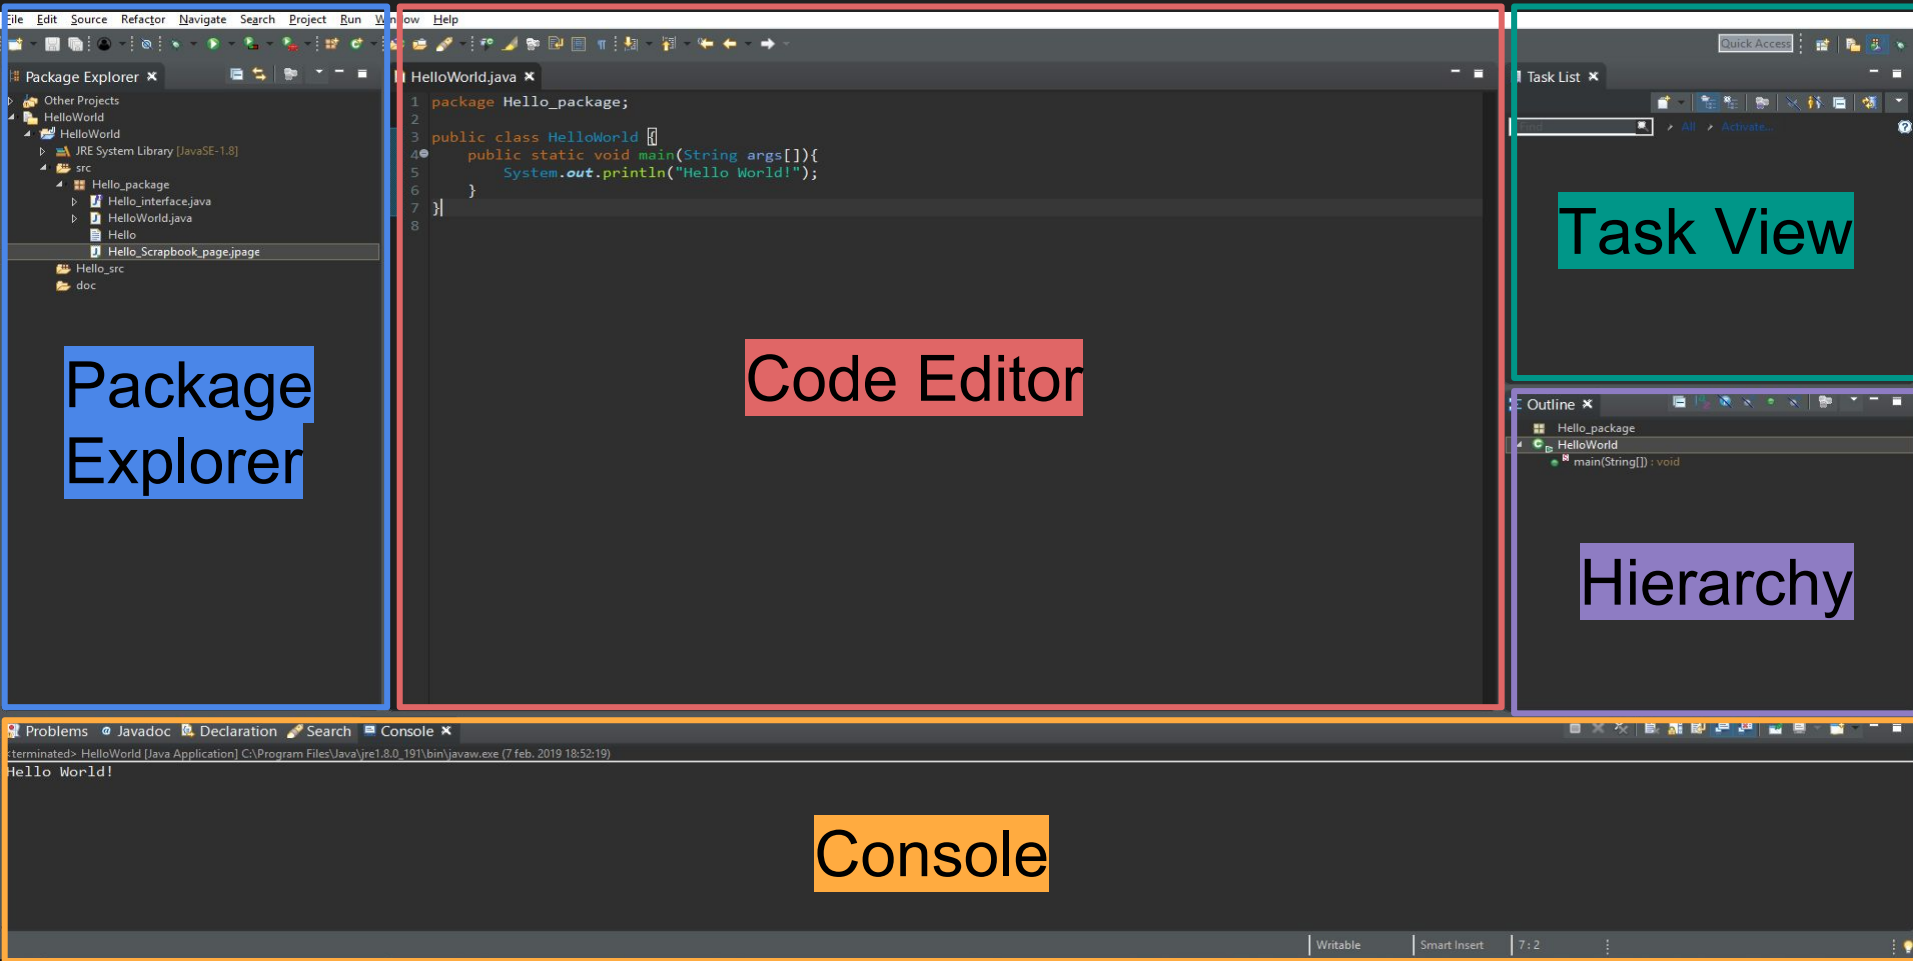 File Edit Source Refactor Navigate Search Project Run Window Help
Quick Access
Package Explorer
Other Projects
HelloWorld
HelloWorld
JRE System Library [JavaSE-1.8]
src
Hello_package
Hello_interface.java
HelloWorld.java
Hello
Hello_Scrapbook_page.jpage
Hello_src
doc
Package
Explorer
HelloWorld.java
1 package Hello_package;
2
3 public class HelloWorld {
4 public static void main(String args[]){
5 System.out.println("Hello World!");
6 }
7 }
8
Code Editor
Task List
Find All Activate...
Task View
Outline
Hello_package
HelloWorld
main(String[]) : void
Hierarchy
Problems Javadoc Declaration Search Console
<terminated> HelloWorld [Java Application] C:\Program Files\Java\jre1.8.0_191\bin\javaw.exe (7 feb. 2019 18:52:19)
Hello World!
Console
Writable Smart Insert 7 : 2